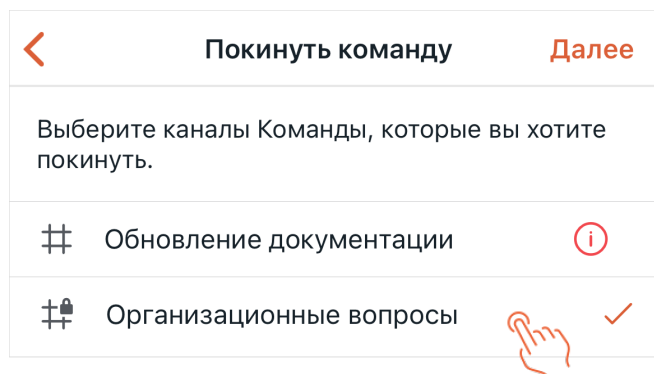 Покинуть команду Далее
Выберите каналы Команды, которые вы хотите
покинуть.
Обновление документации
Организационные вопросы